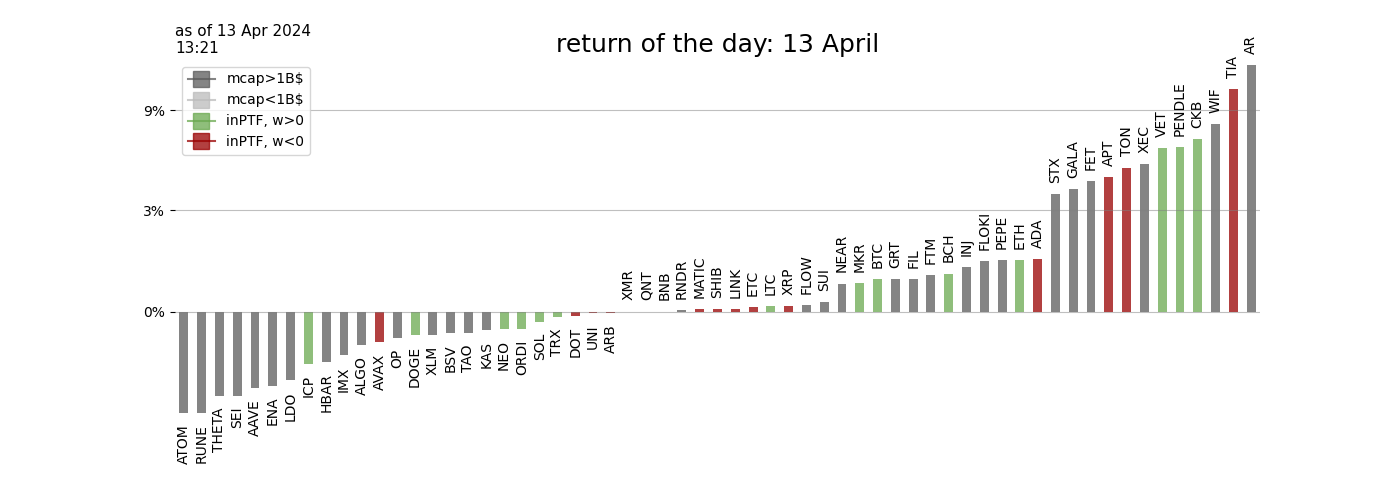 as of 13 Apr 2024
13:21
return of the day: 13 April
mcap>1B$
mcap<1B$
inPTF, w>0
inPTF, w<0
9%
3%
0%
ATOM
RUNE
THETA
SEI
AAVE
ENA
LDO
ICP
HBAR
IMX
ALGO
AVAX
OP
DOGE
XLM
BSV
TAO
KAS
NEO
ORDI
SOL
TRX
DOT
UNI
ARB
XMR
QNT
BNB
RNDR
MATIC
SHIB
LINK
ETC
LTC
XRP
FLOW
SUI
NEAR
MKR
BTC
GRT
FIL
FTM
BCH
INJ
FLOKI
PEPE
ETH
ADA
STX
GALA
FET
APT
TON
XEC
VET
PENDLE
CKB
WIF
TIA
AR